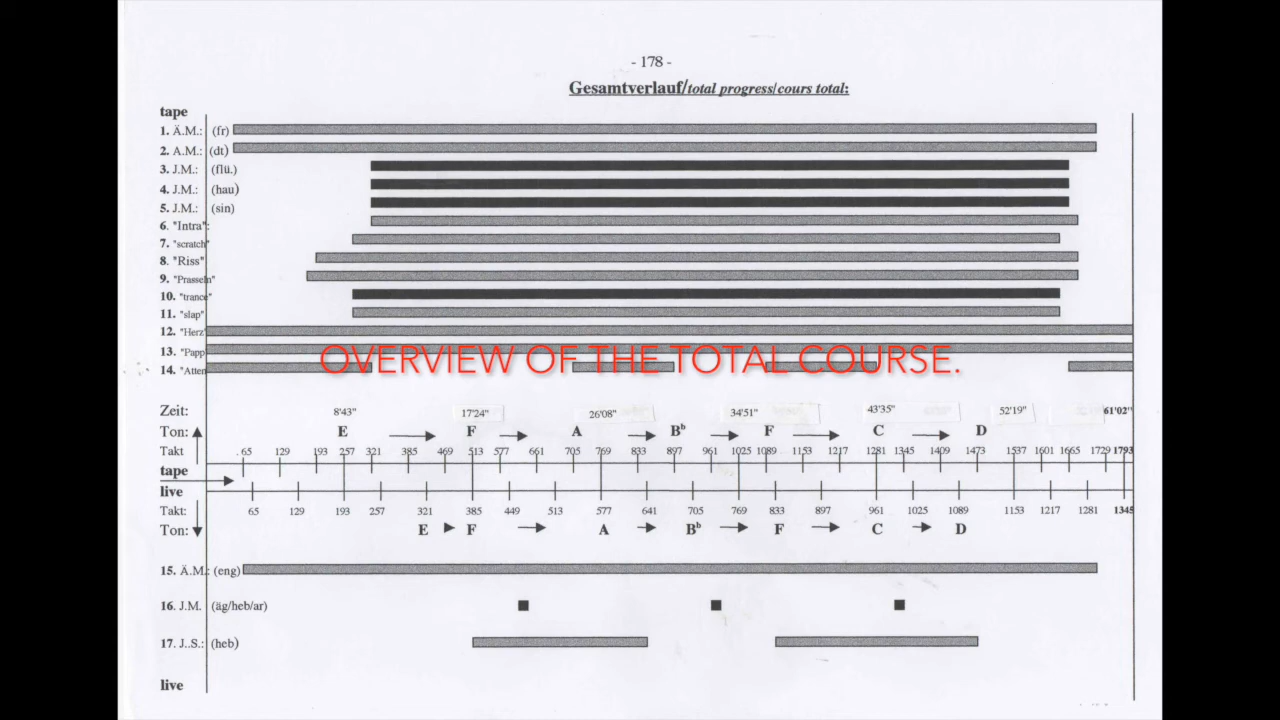 - 178 -
Gesamtverlauf/total progress/cours total:
tape
1. Ä.M.: (fr)
2. A.M.: (dt)
3. J.M.: (flü.)
4. J.M.: (hau)
5. J.M.: (sin)
6. "Intra":
7. "scratch"
8. "Riss"
9. "Prasseln"
10. "trance"
11. "slap"
12. "Herz"
13. "Papp
14. "Atten
OVERVIEW OF THE TOTAL COURSE.
Zeit: 8'43" 17'24" 26'08" 34'51" 43'35" 52'19" 61'02"
Ton: E F A Bb F C D
Takt 65 129 193 257 321 385 469 513 577 661 705 769 833 897 961 1025 1089 1153 1217 1281 1345 1409 1473 1537 1601 1665 1729 1793
tape
live
Takt: 65 129 193 257 321 385 449 513 577 641 705 769 833 897 961 1025 1089 1153 1217 1281 1345
Ton: E F A Bb F C D
15. Ä.M.: (eng)
16. J.M. (äg/heb/ar)
17. J..S.: (heb)
live